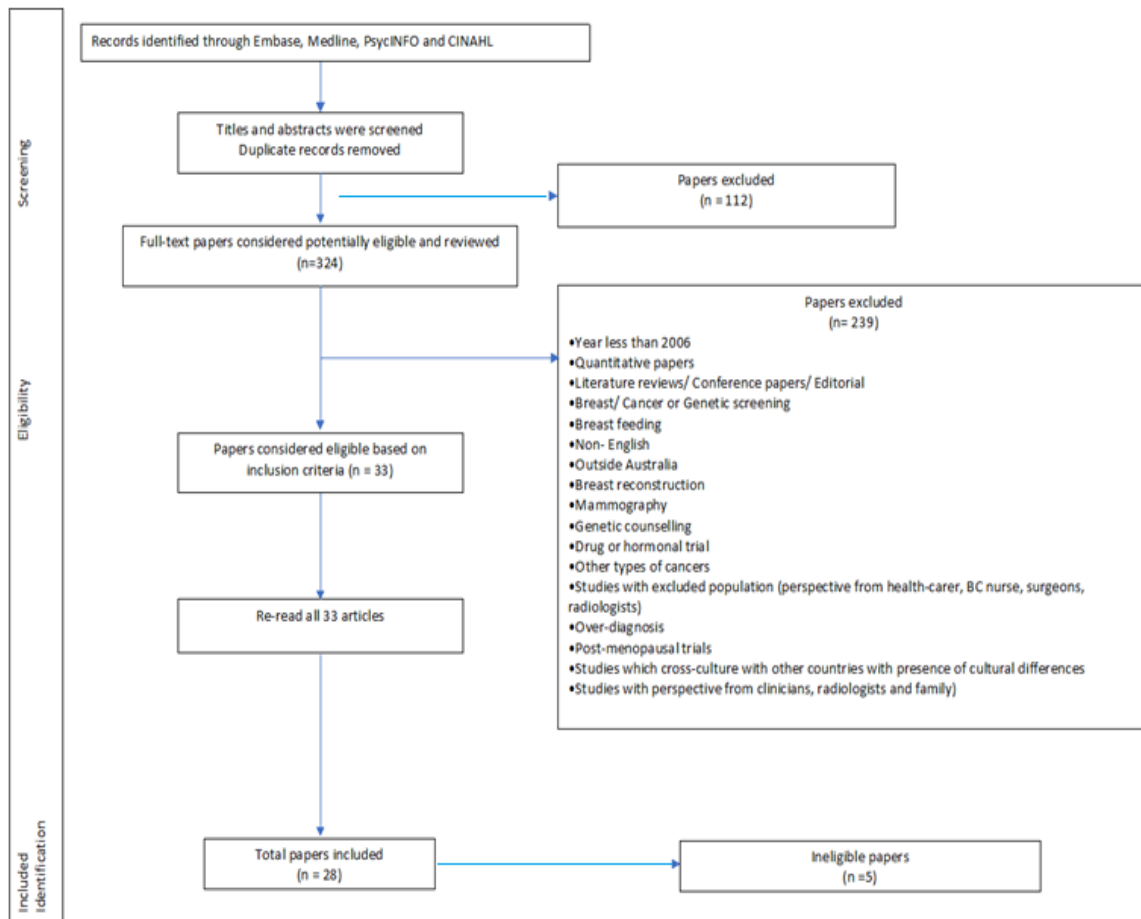 Records identified through Embase, Medline, PsycINFO and CINAHL
Screening
Titles and abstracts were screened
Duplicate records removed
Papers excluded
(n = 112)
Full-text papers considered potentially eligible and reviewed
(n=324)
Eligibility
Papers excluded
(n= 239)
•Year less than 2006
•Quantitative papers
•Literature reviews/ Conference papers/ Editorial
•Breast/ Cancer or Genetic screening
•Breast feeding
•Non- English
•Outside Australia
•Breast reconstruction
•Mammography
•Genetic counselling
•Drug or hormonal trial
•Other types of cancers
•Studies with excluded population (perspective from health-carer, BC nurse, surgeons,
radiologists)
•Over-diagnosis
•Post-menopausal trials
•Studies which cross-culture with other countries with presence of cultural differences
•Studies with perspective from clinicians, radiologists and family)
Papers considered eligible based on
inclusion criteria (n = 33)
Re-read all 33 articles
Included
Identification
Total papers included
(n = 28)
Ineligible papers
(n =5)